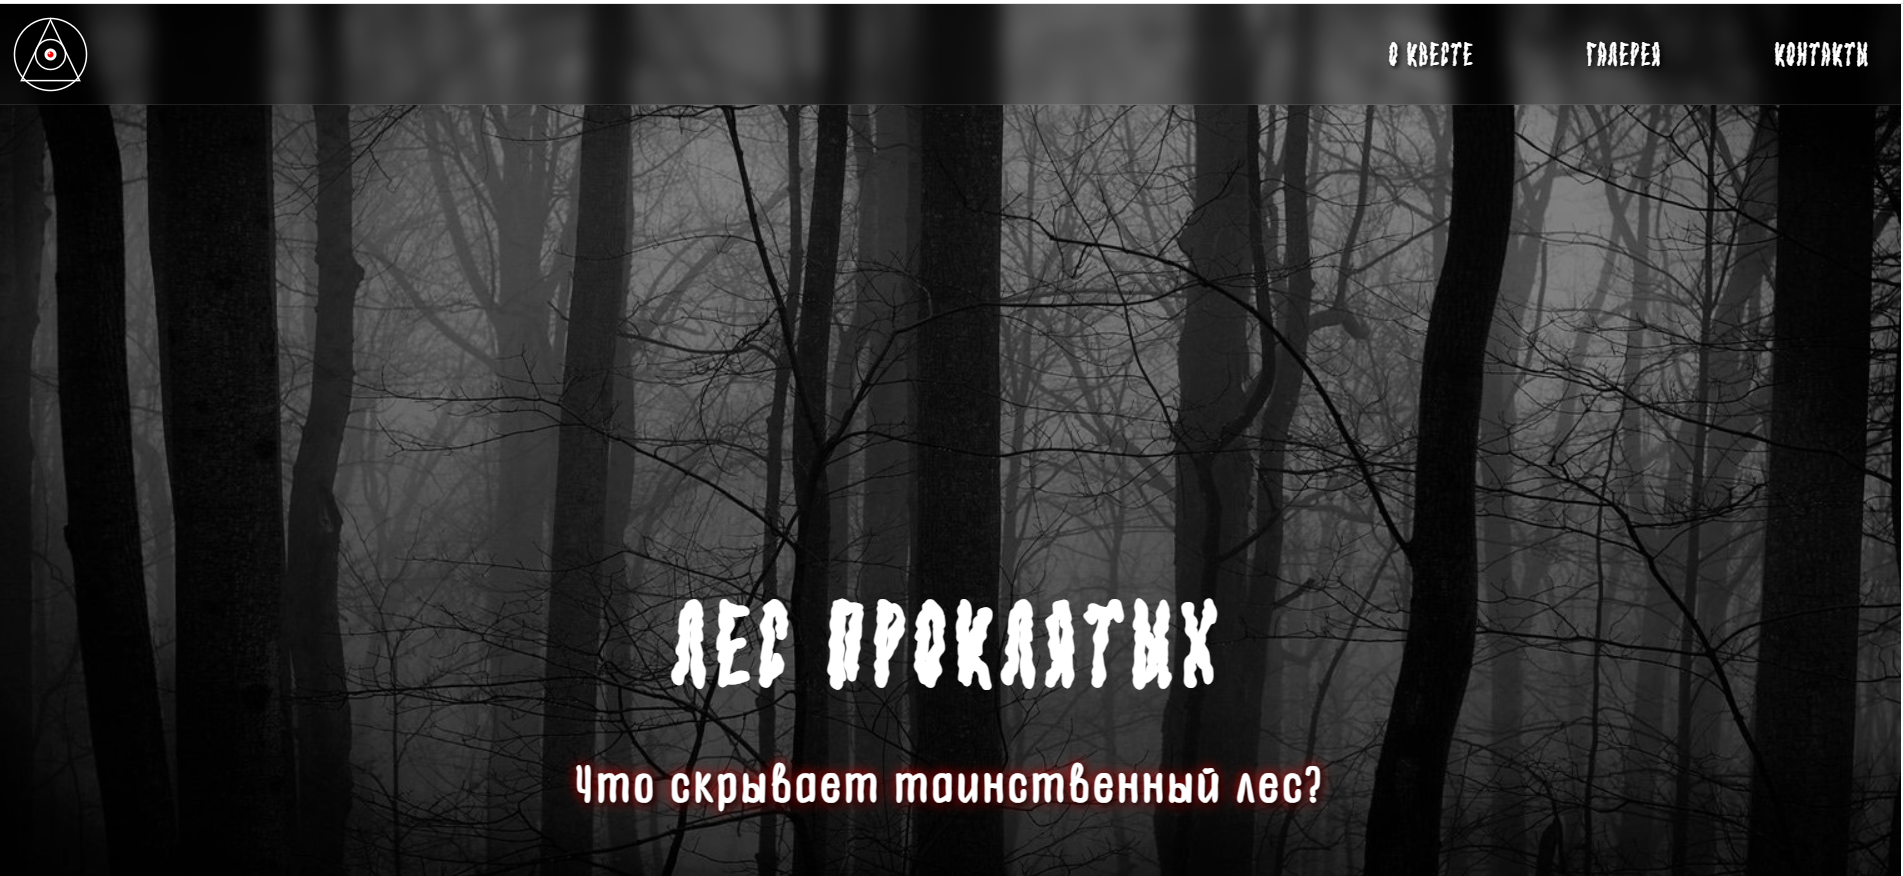 О КВЕСТЕ
ГАЛЕРЕЯ
КОНТАКТЫ
ЛЕС ПРОКЛЯТЫХ
Что скрывает таинственный лес?